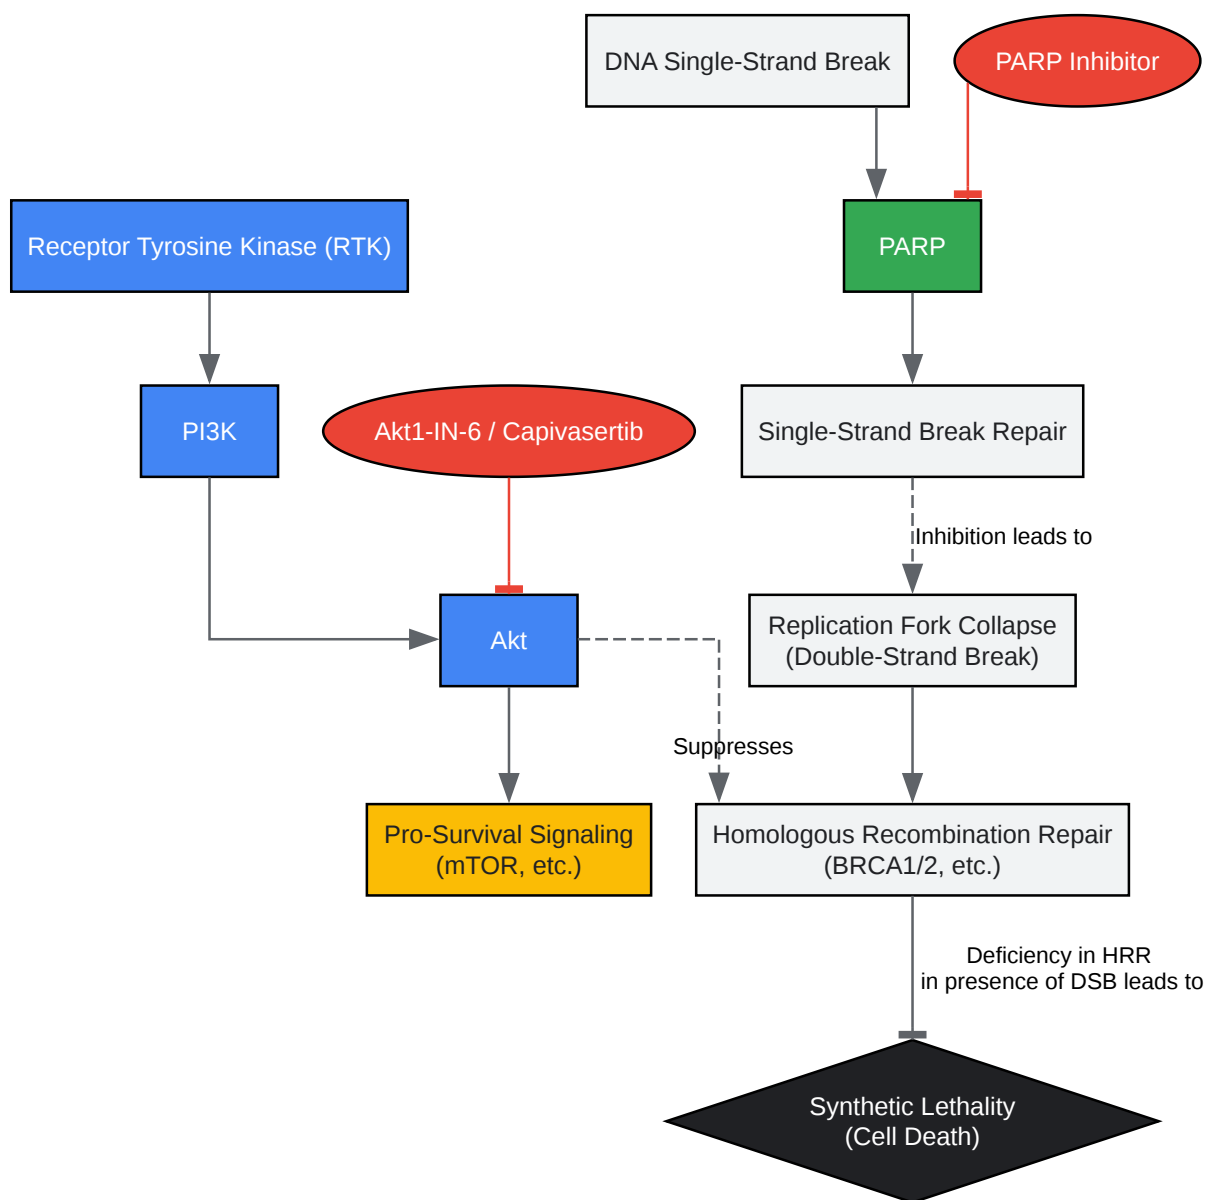 DNA Single-Strand Break
PARP Inhibitor
Receptor Tyrosine Kinase (RTK)
PARP
PI3K
Akt1-IN-6 / Capivasertib
Single-Strand Break Repair
Inhibition leads to
Akt
Replication Fork Collapse
(Double-Strand Break)
Suppresses
Pro-Survival Signaling
(mTOR, etc.)
Homologous Recombination Repair
(BRCA1/2, etc.)
Deficiency in HRR
in presence of DSB leads to
Synthetic Lethality
(Cell Death)